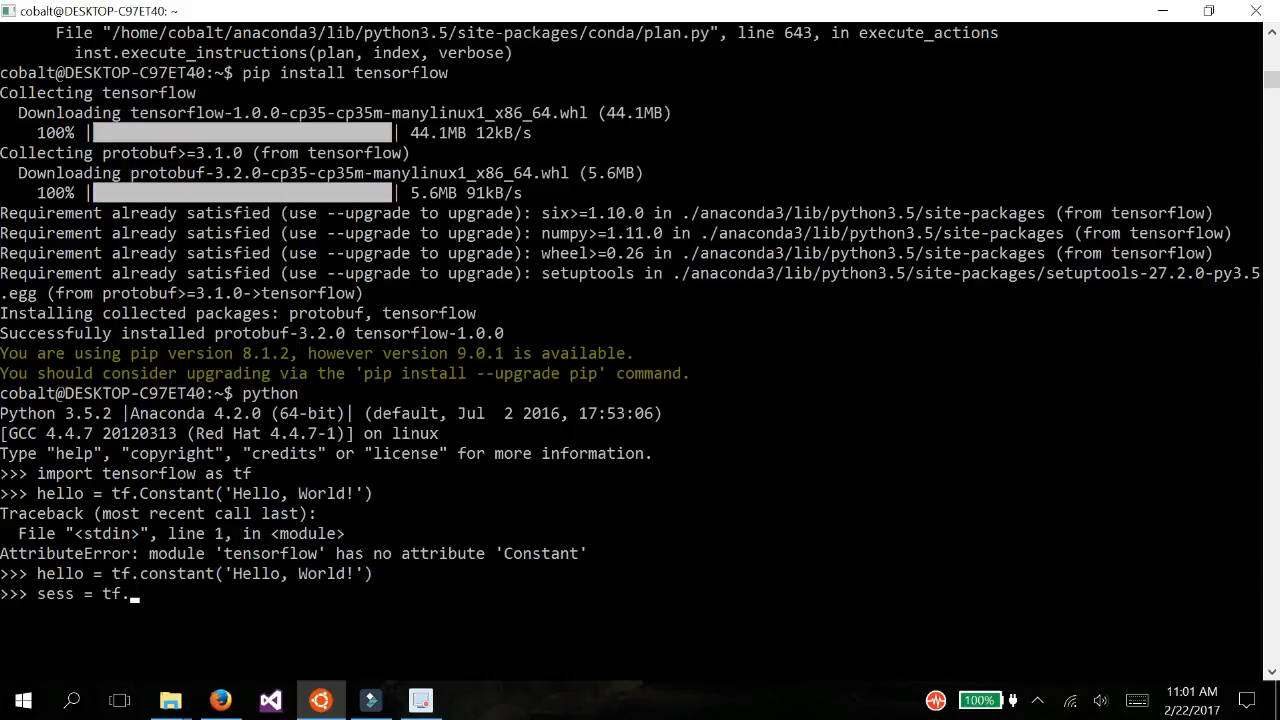 cobalt@DESKTOP-C97ET40: ~
File "/home/cobalt/anaconda3/lib/python3.5/site-packages/conda/plan.py", line 643, in execute_actions
inst.execute_instructions(plan, index, verbose)
cobalt@DESKTOP-C97ET40:~$ pip install tensorflow
Collecting tensorflow
Downloading tensorflow-1.0.0-cp35-cp35m-manylinux1_x86_64.whl (44.1MB)
100% | | 44.1MB 12kB/s
Collecting protobuf>=3.1.0 (from tensorflow)
Downloading protobuf-3.2.0-cp35-cp35m-manylinux1_x86_64.whl (5.6MB)
100% | | 5.6MB 91kB/s
Requirement already satisfied (use --upgrade to upgrade): six>=1.10.0 in ./anaconda3/lib/python3.5/site-packages (from tensorflow)
Requirement already satisfied (use --upgrade to upgrade): numpy>=1.11.0 in ./anaconda3/lib/python3.5/site-packages (from tensorflow)
Requirement already satisfied (use --upgrade to upgrade): wheel>=0.26 in ./anaconda3/lib/python3.5/site-packages (from tensorflow)
Requirement already satisfied (use --upgrade to upgrade): setuptools in ./anaconda3/lib/python3.5/site-packages/setuptools-27.2.0-py3.5
.egg (from protobuf>=3.1.0->tensorflow)
Installing collected packages: protobuf, tensorflow
Successfully installed protobuf-3.2.0 tensorflow-1.0.0
You are using pip version 8.1.2, however version 9.0.1 is available.
You should consider upgrading via the 'pip install --upgrade pip' command.
cobalt@DESKTOP-C97ET40:~$ python
Python 3.5.2 |Anaconda 4.2.0 (64-bit)| (default, Jul  2 2016, 17:53:06)
[GCC 4.4.7 20120313 (Red Hat 4.4.7-1)] on linux
Type "help", "copyright", "credits" or "license" for more information.
>>> import tensorflow as tf
>>> hello = tf.Constant('Hello, World!')
Traceback (most recent call last):
File "<stdin>", line 1, in <module>
AttributeError: module 'tensorflow' has no attribute 'Constant'
>>> hello = tf.constant('Hello, World!')
>>> sess = tf.
100%
11:01 AM
2/22/2017